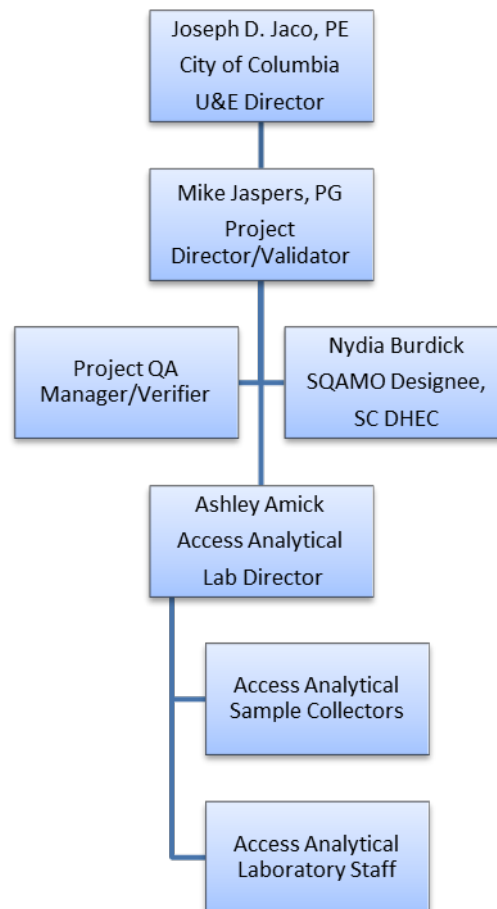 Joseph D. Jaco, PE
City of Columbia
U&E Director
Mike Jaspers, PG
Project
Director/Validator
Project QA
Manager/Verifier
Nydia Burdick
SQAMO Designee,
SC DHEC
Ashley Amick
Access Analytical
Lab Director
Access Analytical
Sample Collectors
Access Analytical
Laboratory Staff